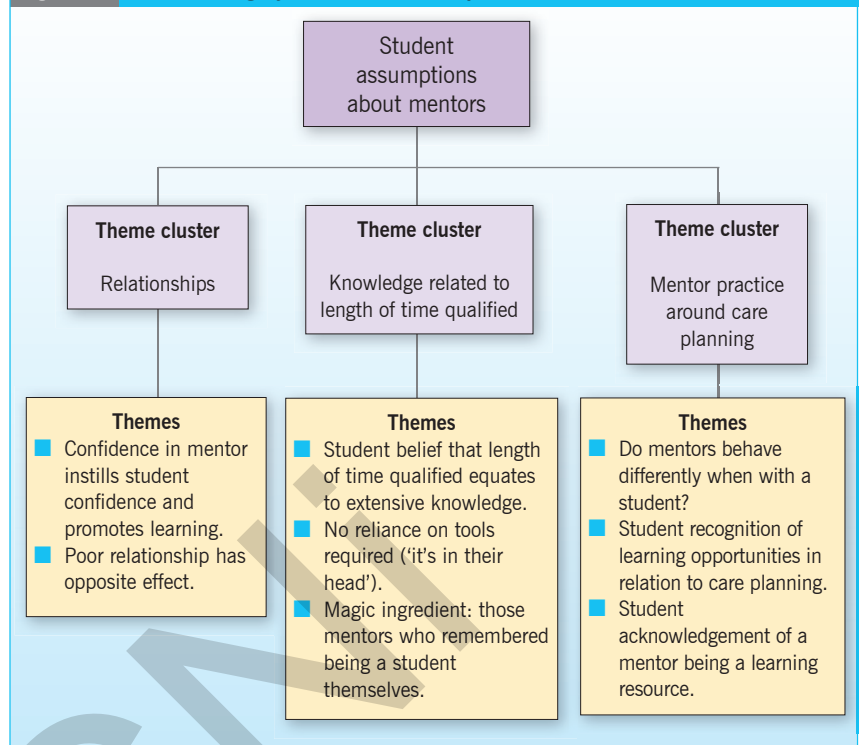 Student
assumptions
about mentors
Theme cluster
Relationships
Theme cluster
Knowledge related to
length of time qualified
Theme cluster
Mentor practice
around care
planning
Themes
Confidence in mentor
instills student
confidence and
promotes learning.
Poor relationship has
opposite effect.
Themes
Student belief that length
of time qualified equates
to extensive knowledge.
No reliance on tools
required (‘it’s in their
head’).
Magic ingredient: those
mentors who remembered
being a student
themselves.
Themes
Do mentors behave
differently when with a
student?
Student recognition of
learning opportunities in
relation to care planning.
Student
acknowledgement of a
mentor being a learning
resource.